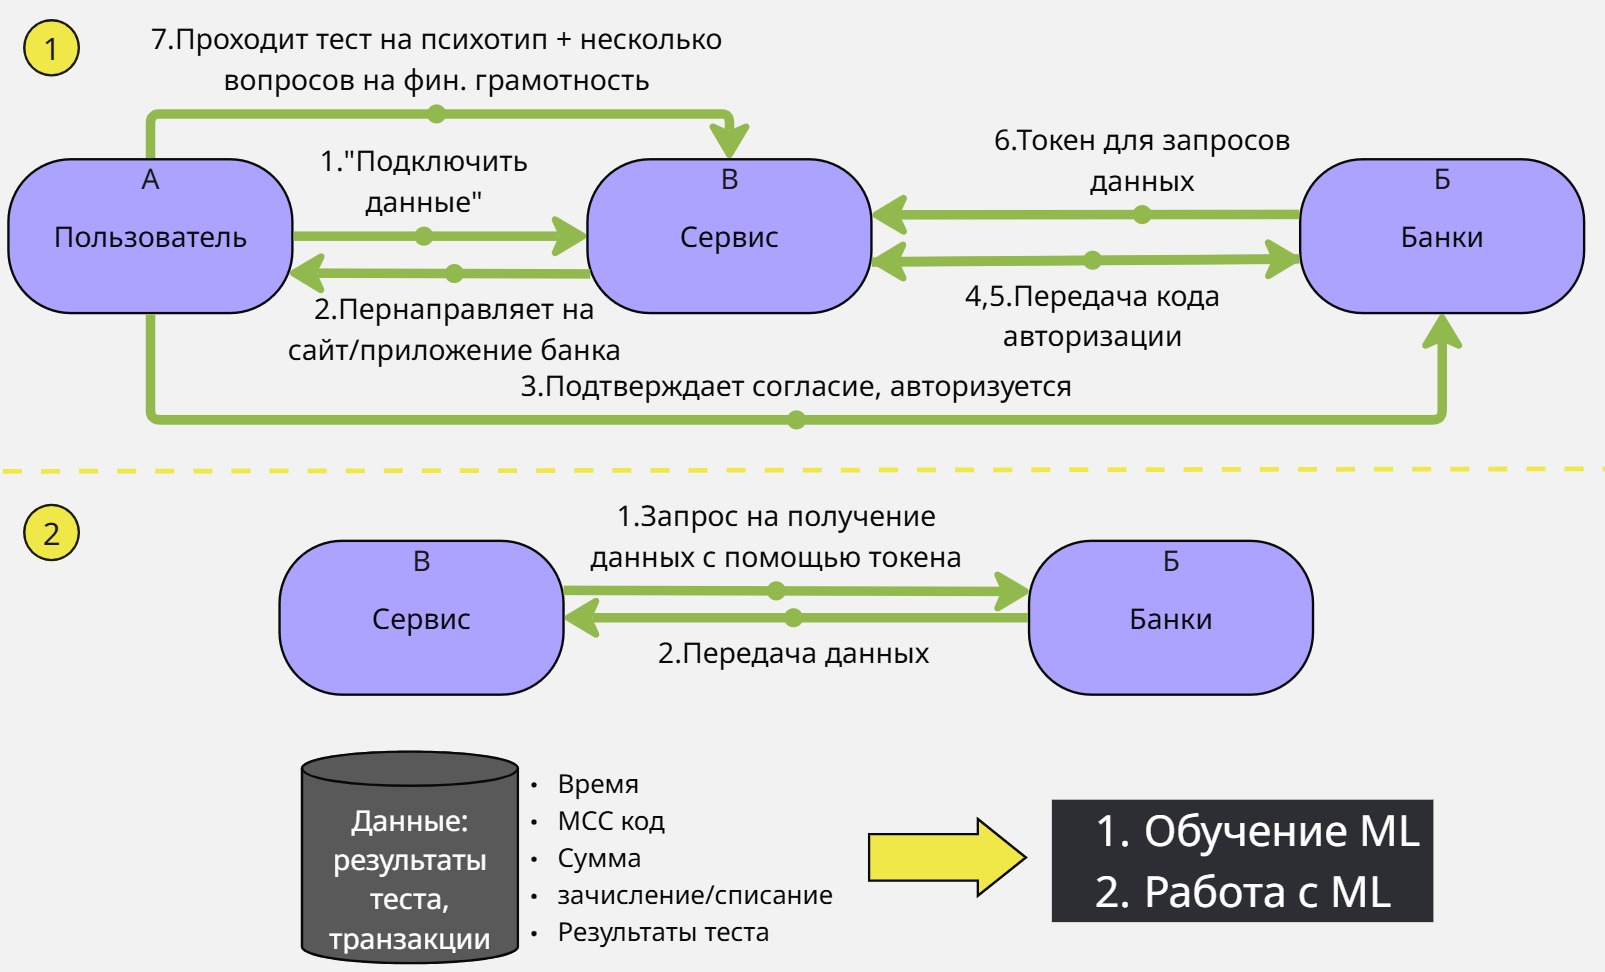 1
7.Проходит тест на психотип + несколько
вопросов на фин. грамотность
1."Подключить
данные"
6.Токен для запросов
данных
А
Пользователь
В
Сервис
Б
Банки
2.Пернаправляет на
сайт/приложение банка
4,5.Передача кода
авторизации
3.Подтверждает согласие, авторизуется
2
1.Запрос на получение
данных с помощью токена
В
Сервис
Б
Банки
2.Передача данных
Данные:
результаты
теста,
транзакции
• Время
• МСС код
• Сумма
• зачисление/списание
• Результаты теста
1. Обучение ML
2. Работа с ML